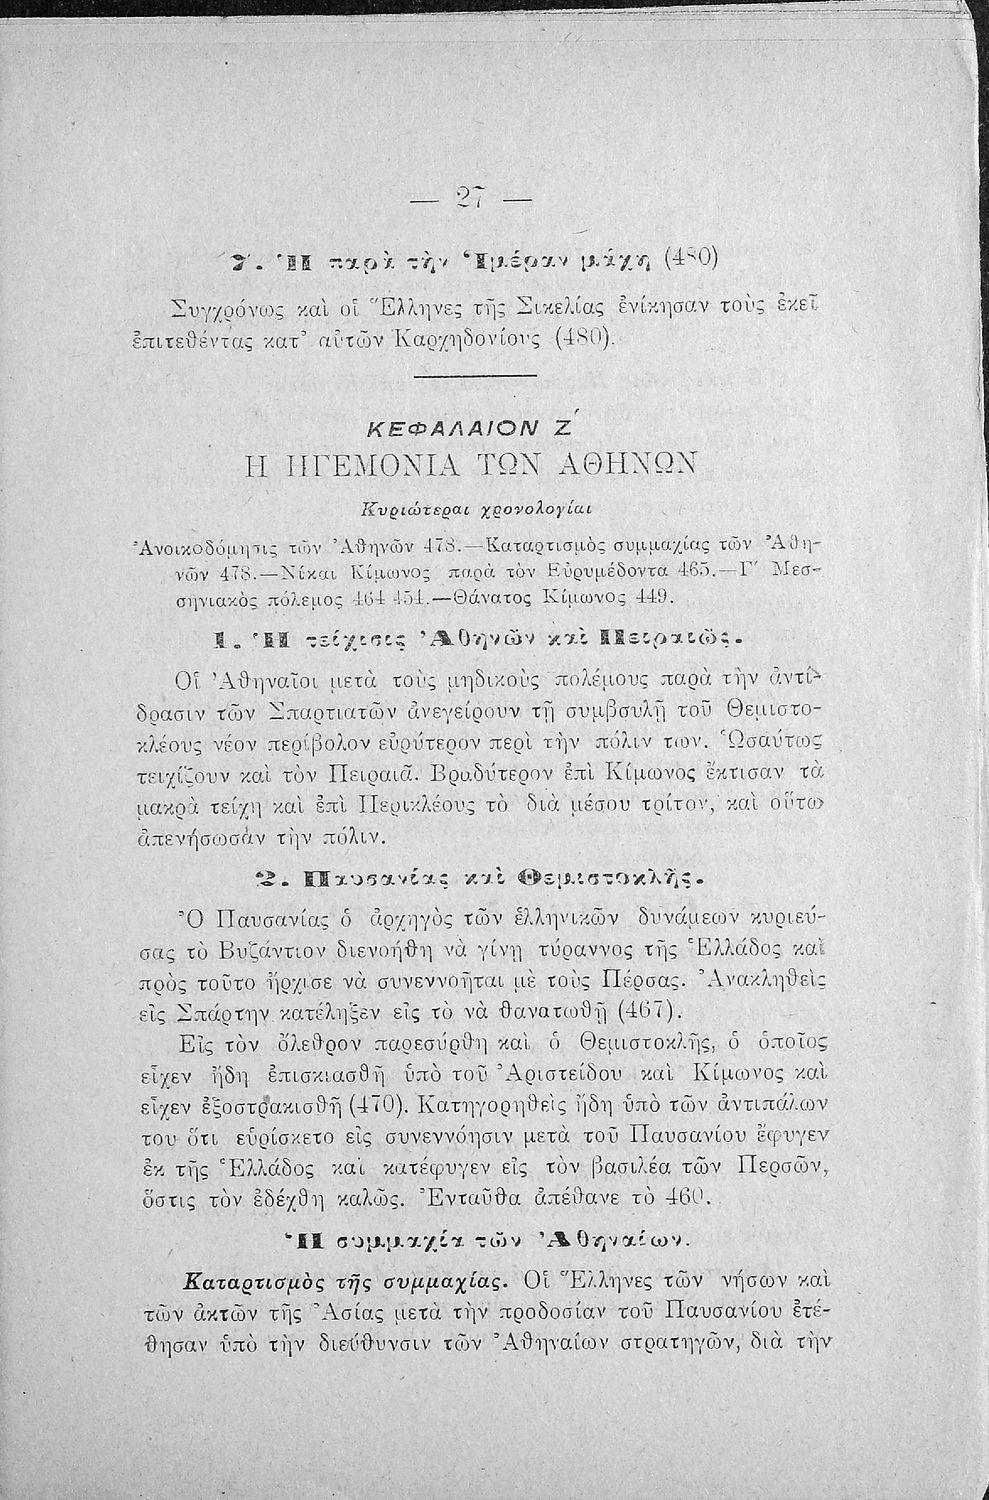 — 27 —
7. Ἡ παρὰ τὴν Ἱμέραν μάχη (480)
Συγχρόνως καὶ οἱ Ἕλληνες τῆς Σικελίας ἐνίκησαν τοὺς ἐκεῖ
ἐπιτεθέντας κατ’ αὐτῶν Καρχηδονίους (480).
ΚΕΦΑΛΑΙΟΝ Ζ΄
Η ΗΓΕΜΟΝΙΑ ΤΩΝ ΑΘΗΝΩΝ
Κυριώτεραι χρονολογίαι
Ἀνοικοδόμησις τῶν Ἀθηνῶν 478.—Καταρτισμὸς συμμαχίας τῶν Ἀθη-
νῶν 478.—Νίκαι Κίμωνος παρὰ τὸν Εὐρυμέδοντα 465.—Γ΄ Μεσ-
σηνιακὸς πόλεμος 464-454.—Θάνατος Κίμωνος 449.
1. Ἡ τείχισις Ἀθηνῶν καὶ Πειραιῶς.
Οἱ Ἀθηναῖοι μετὰ τοὺς μηδικοὺς πολέμους παρὰ τὴν ἀντί-
δρασιν τῶν Σπαρτιατῶν ἀνεγείρουν τῇ συμβουλῇ τοῦ Θεμιστο-
κλέους νέον περίβολον εὐρύτερον περὶ τὴν πόλιν των. Ὡσαύτως
τειχίζουν καὶ τὸν Πειραιᾶ. Βραδύτερον ἐπὶ Κίμωνος ἔκτισαν τὰ
μακρὰ τείχη καὶ ἐπὶ Περικλέους τὸ διὰ μέσου τρίτον, καὶ οὕτω
ἀπενήσωσαν τὴν πόλιν.
2. Παυσανίας καὶ Θεμιστοκλῆς.
Ὁ Παυσανίας ὁ ἀρχηγὸς τῶν ἑλληνικῶν δυνάμεων κυριεύ-
σας τὸ Βυζάντιον διενοήθη νὰ γίνῃ τύραννος τῆς Ἑλλάδος καὶ
πρὸς τοῦτο ἤρχισε νὰ συνεννοῆται μὲ τοὺς Πέρσας. Ἀνακληθεὶς
εἰς Σπάρτην κατέληξεν εἰς τὸ νὰ θανατωθῇ (467).
Εἰς τὸν ὄλεθρον παρεσύρθη καὶ ὁ Θεμιστοκλῆς, ὁ ὁποῖος
εἶχεν ἤδη ἐπισκιασθῆ ὑπὸ τοῦ Ἀριστείδου καὶ Κίμωνος καὶ
εἶχεν ἐξοστρακισθῆ (470). Κατηγορηθεὶς ἤδη ὑπὸ τῶν ἀντιπάλων
του ὅτι εὑρίσκετο εἰς συνεννόησιν μετὰ τοῦ Παυσανίου ἔφυγεν
ἐκ τῆς Ἑλλάδος καὶ κατέφυγεν εἰς τὸν βασιλέα τῶν Περσῶν,
ὅστις τὸν ἐδέχθη καλῶς. Ἐνταῦθα ἀπέθανε τὸ 460.
Ἡ συμμαχία τῶν Ἀθηναίων.
Καταρτισμὸς τῆς συμμαχίας. Οἱ Ἕλληνες τῶν νήσων καὶ
τῶν ἀκτῶν τῆς Ἀσίας μετὰ τὴν προδοσίαν τοῦ Παυσανίου ἐτέ-
θησαν ὑπὸ τὴν διεύθυνσιν τῶν Ἀθηναίων στρατηγῶν, διὰ τὴν